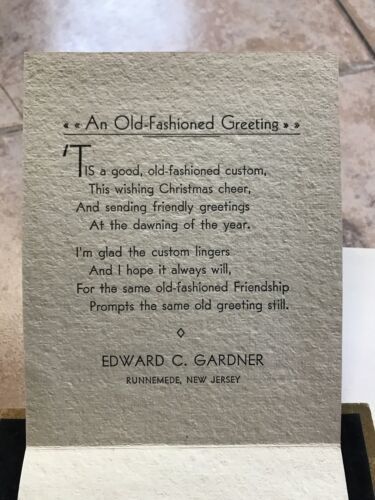 « « An Old-Fashioned Greeting » »
'TIS a good, old-fashioned custom,
This wishing Christmas cheer,
And sending friendly greetings
At the dawning of the year.
I'm glad the custom lingers
And I hope it always will,
For the same old-fashioned Friendship
Prompts the same old greeting still.
EDWARD C. GARDNER
RUNNEMEDE, NEW JERSEY